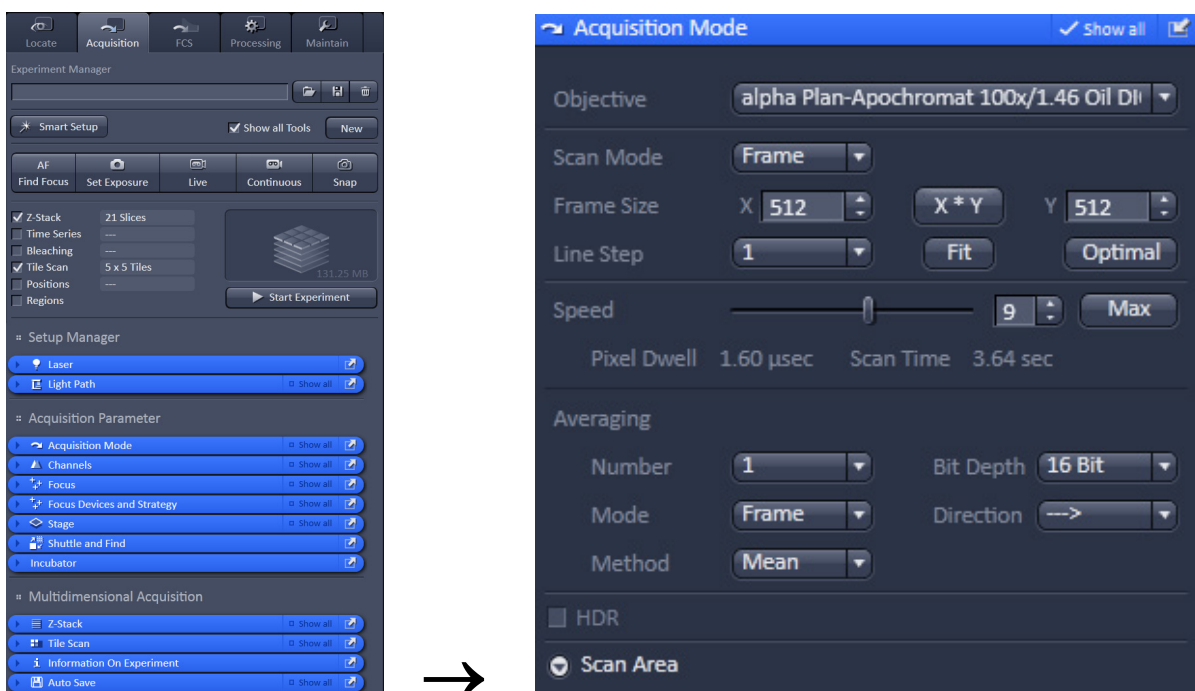 Locate Acquisition FCS Processing Maintain
Experiment Manager
Smart Setup Show all Tools New
AF
Find Focus Set Exposure Live Continuous Snap
Z-Stack 21 Slices
Time Series ---
Bleaching ---
Tile Scan 5 x 5 Tiles
Positions ---
131.25 MB
Regions
Start Experiment
Setup Manager
Laser
Light Path Show all
Acquisition Parameter
Acquisition Mode Show all
Channels Show all
Focus Show all
Focus Devices and Strategy Show all
Stage Show all
Shuttle and Find
Incubator
Multidimensional Acquisition
Z-Stack Show all
Tile Scan Show all
Information On Experiment
Auto Save Show all
→
Acquisition Mode Show all
Objective alpha Plan-Apochromat 100x/1.46 Oil DI
Scan Mode Frame
Frame Size X 512 X * Y Y 512
Line Step 1 Fit Optimal
Speed 9 Max
Pixel Dwell 1.60 µsec Scan Time 3.64 sec
Averaging
Number 1 Bit Depth 16 Bit
Mode Frame Direction --->
Method Mean
HDR
Scan Area